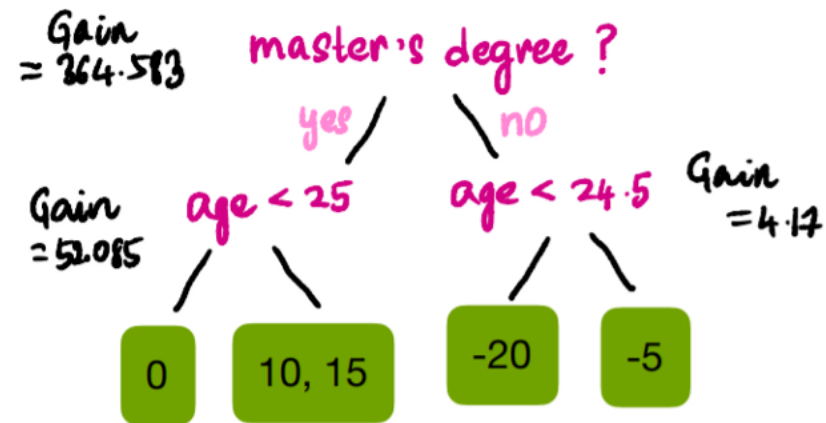 Gain
= 364.583
master's degree ?
yes
no
Gain
= 52.085
age < 25
age < 24.5
Gain
= 4.17
0
10, 15
-20
-5